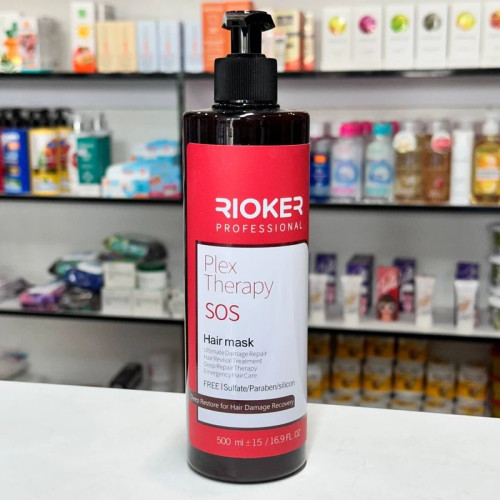 RIOKER
PROFESSIONAL
Plex
Therapy
SOS
Hair mask
Ultimate Damage Repair
Hair Revival Treatment
Deep Repair Therapy
Emergency Hair Care
FREE | Sulfate/Paraben/silicon
Deep Restore for Hair Damage Recovery
500 ml ± 15 / 16.9 FL. OZ